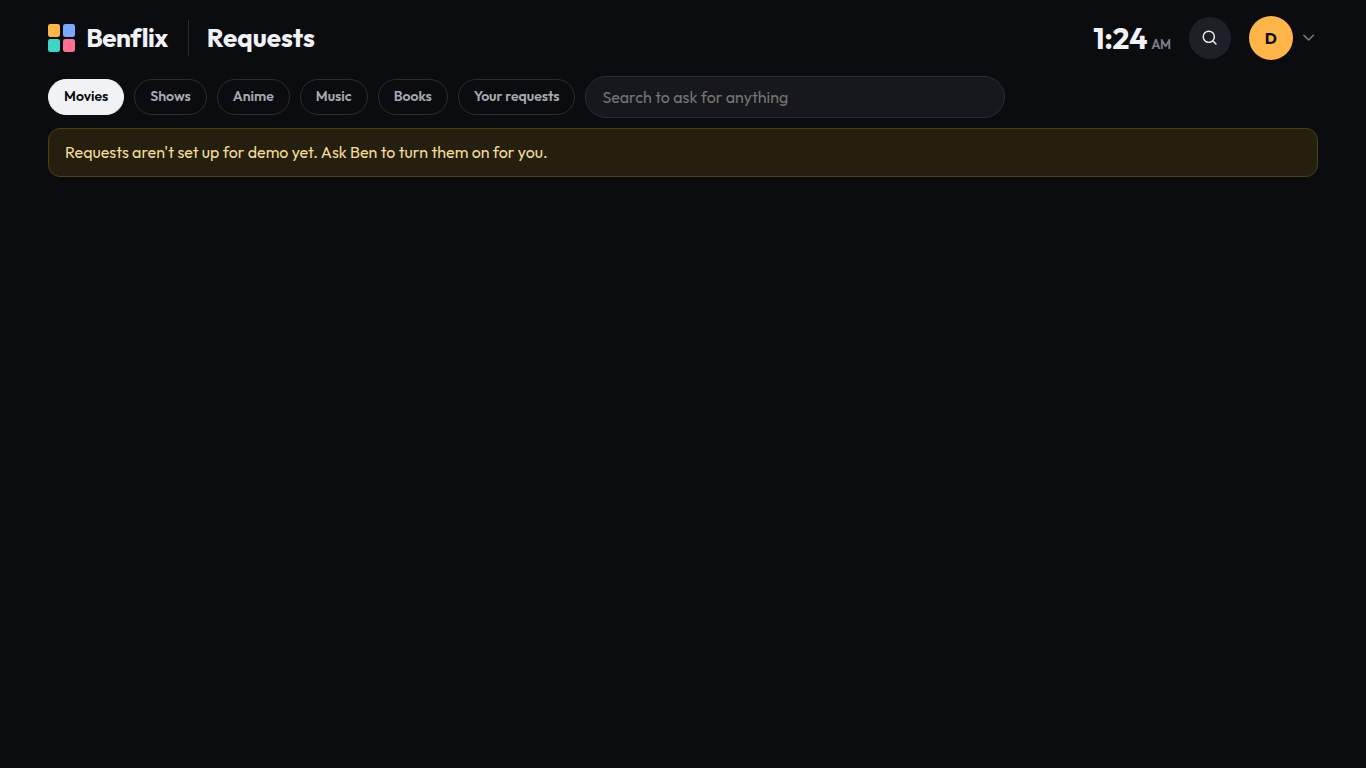 Benflix
Requests
1:24 AM
D
Movies
Shows
Anime
Music
Books
Your requests
Search to ask for anything
Requests aren't set up for demo yet. Ask Ben to turn them on for you.